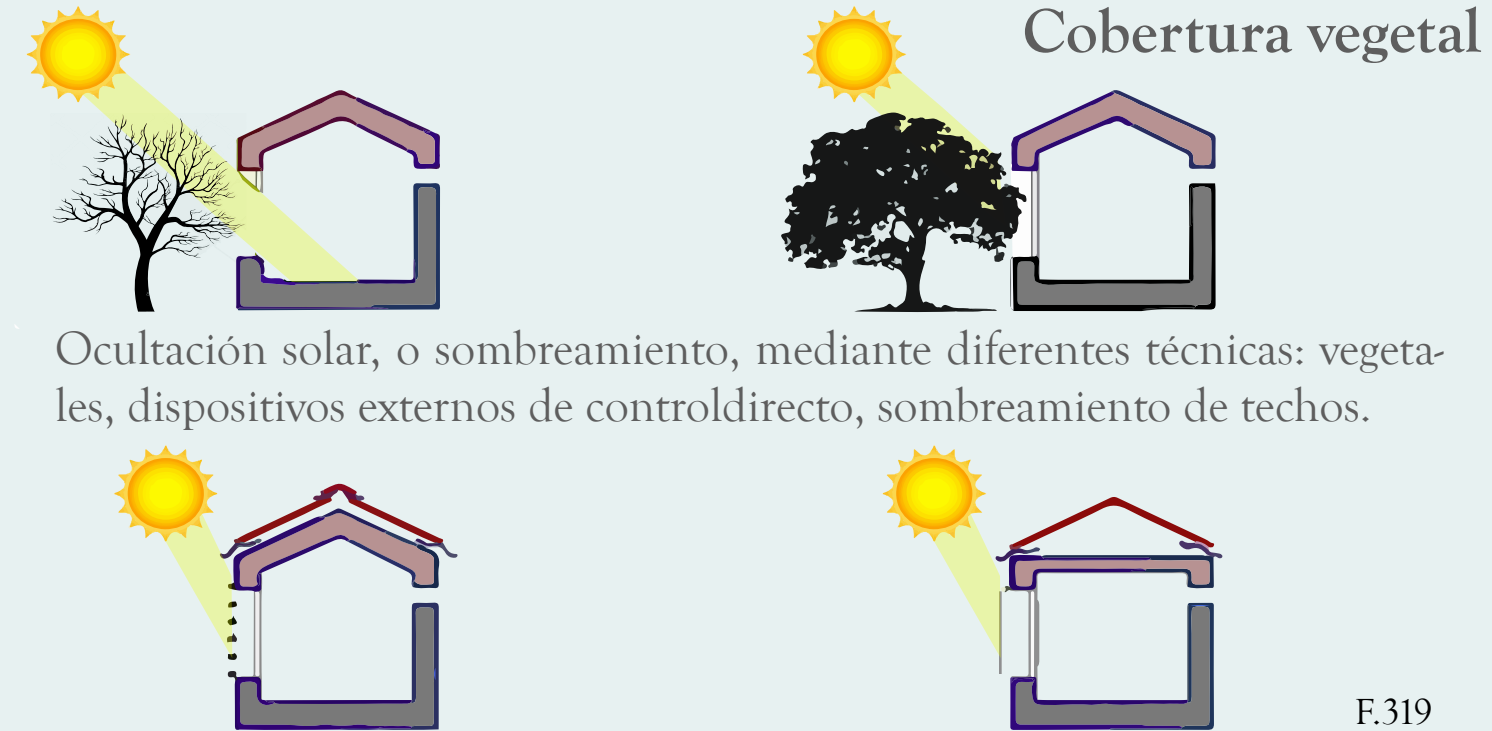 Cobertura vegetal
Ocultación solar, o sombreamiento, mediante diferentes técnicas: vegeta-
les, dispositivos externos de controldirecto, sombreamiento de techos.
F.319